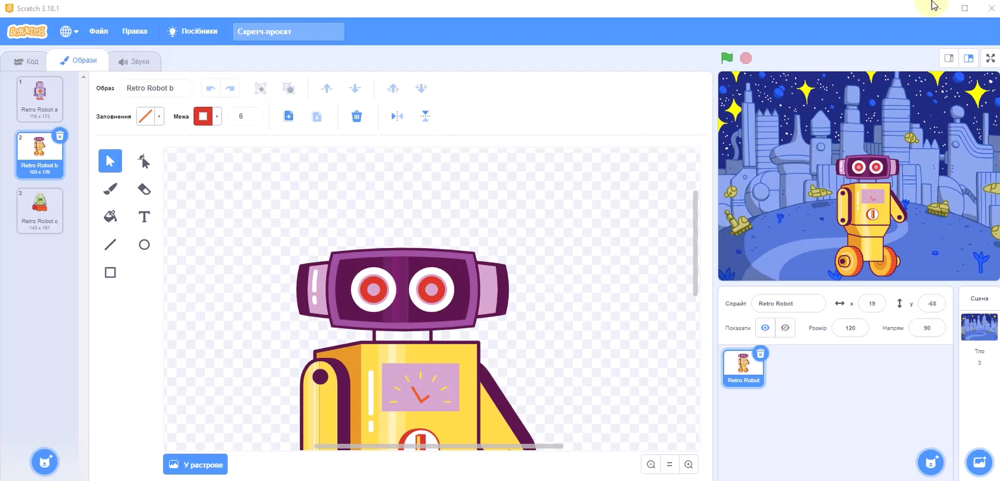 Scratch 3.18.1
SCRATCH
Файл
Правка
Посібники
Скретч-проєкт
Код
Образи
Звуки
1
Retro Robot a
116 x 173
2
Retro Robot b
103 x 176
3
Retro Robot c
142 x 181
Образ
Retro Robot b
Заповнення
Межа
6
У растрове
Спрайт
Retro Robot
x
19
y
-68
Показати
Розмір
120
Напрям
90
Retro Robot
Сцена
Тло
3